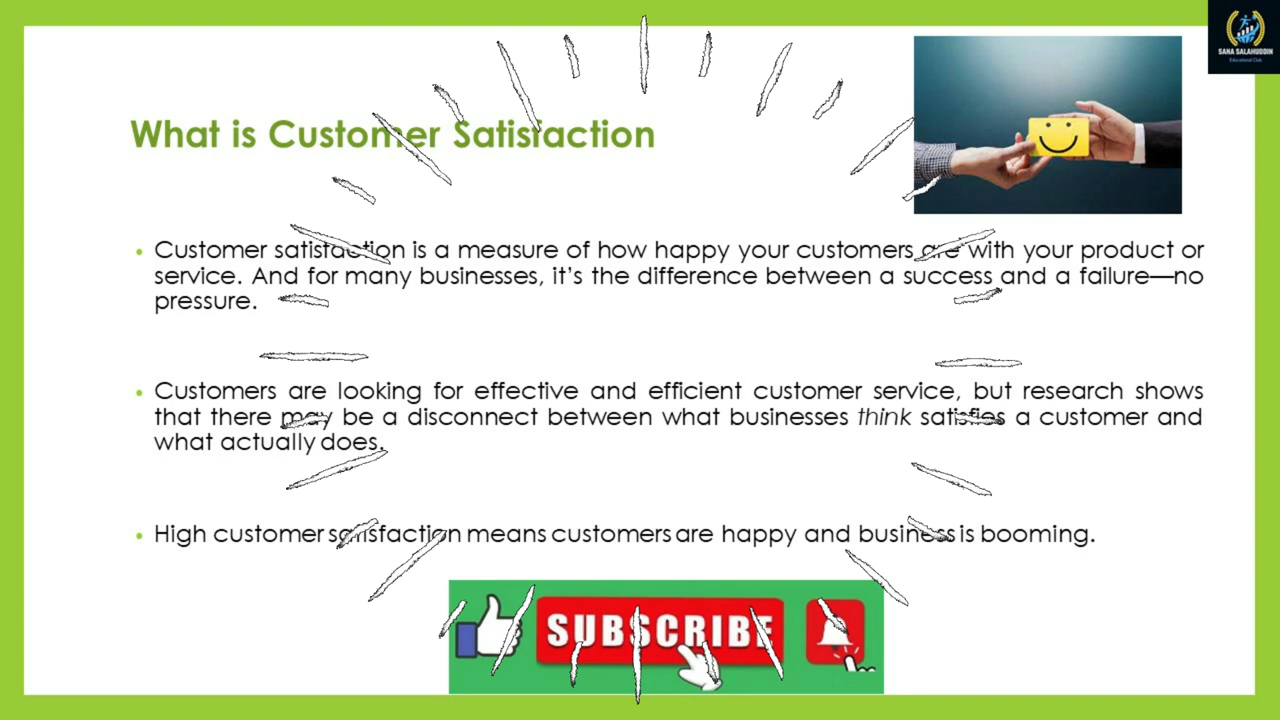 SANA SALAHUDDIN
Educational Club
What is Customer Satisfaction
• Customer satisfaction is a measure of how happy your customers are with your product or
service. And for many businesses, it's the difference between a success and a failure—no
pressure.
• Customers are looking for effective and efficient customer service, but research shows
that there may be a disconnect between what businesses think satisfies a customer and
what actually does.
• High customer satisfaction means customers are happy and business is booming.
SUBSCRIBE